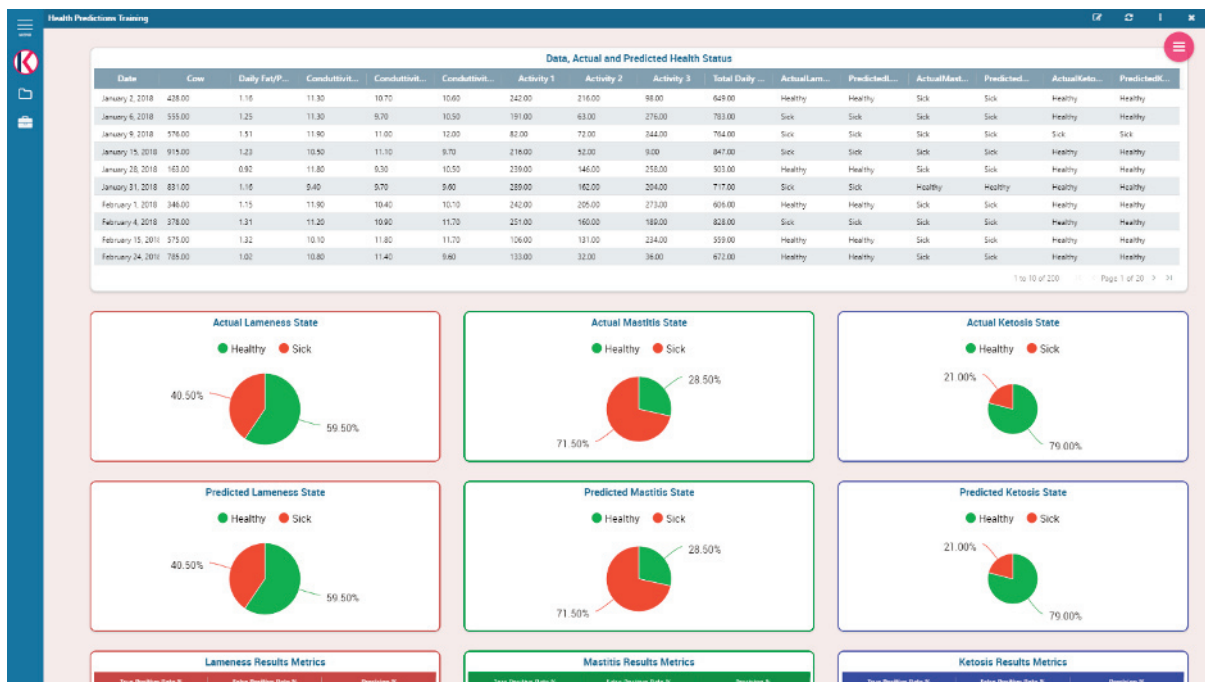 Health Predictions Training
Data, Actual and Predicted Health Status
Date Cow Daily Fat/P... Conduttivit... Conduttivit... Conduttivit... Activity 1 Activity 2 Activity 3 Total Daily ... ActualLam... PredictedL... ActualMast... Predicted... ActualKeto... PredictedK...
January 2, 2018 428.00 1.16 11.30 10.70 10.60 242.00 216.00 98.00 649.00 Healthy Healthy Sick Sick Healthy Healthy
January 6, 2018 555.00 1.25 11.30 9.70 10.50 191.00 63.00 276.00 783.00 Sick Sick Sick Sick Healthy Healthy
January 9, 2018 576.00 1.51 11.90 11.00 12.00 82.00 72.00 244.00 764.00 Sick Sick Sick Sick Sick Sick
January 15, 2018 915.00 1.23 10.50 11.10 9.70 216.00 52.00 9.00 847.00 Sick Sick Sick Sick Healthy Healthy
January 28, 2018 163.00 0.92 11.80 9.30 10.50 239.00 146.00 258.00 503.00 Healthy Healthy Sick Sick Healthy Healthy
January 31, 2018 831.00 1.16 9.40 9.70 9.60 289.00 162.00 204.00 717.00 Sick Sick Healthy Healthy Healthy Healthy
February 1, 2018 346.00 1.15 11.90 10.40 10.10 242.00 205.00 273.00 606.00 Healthy Healthy Sick Sick Healthy Healthy
February 4, 2018 378.00 1.31 11.20 10.90 11.70 251.00 160.00 189.00 828.00 Sick Sick Sick Sick Healthy Healthy
February 15, 201 575.00 1.32 10.10 11.80 11.70 106.00 131.00 234.00 559.00 Healthy Healthy Sick Sick Healthy Healthy
February 24, 201 785.00 1.02 10.80 11.40 9.60 133.00 32.00 36.00 672.00 Healthy Healthy Sick Sick Healthy Healthy
1 to 10 of 200 Page 1 of 20
Actual Lameness State Actual Mastitis State Actual Ketosis State
Healthy Sick Healthy Sick Healthy Sick
40.50% 59.50% 28.50% 71.50% 21.00% 79.00%
Predicted Lameness State Predicted Mastitis State Predicted Ketosis State
Healthy Sick Healthy Sick Healthy Sick
40.50% 59.50% 28.50% 71.50% 21.00% 79.00%
Lameness Results Metrics Mastitis Results Metrics Ketosis Results Metrics